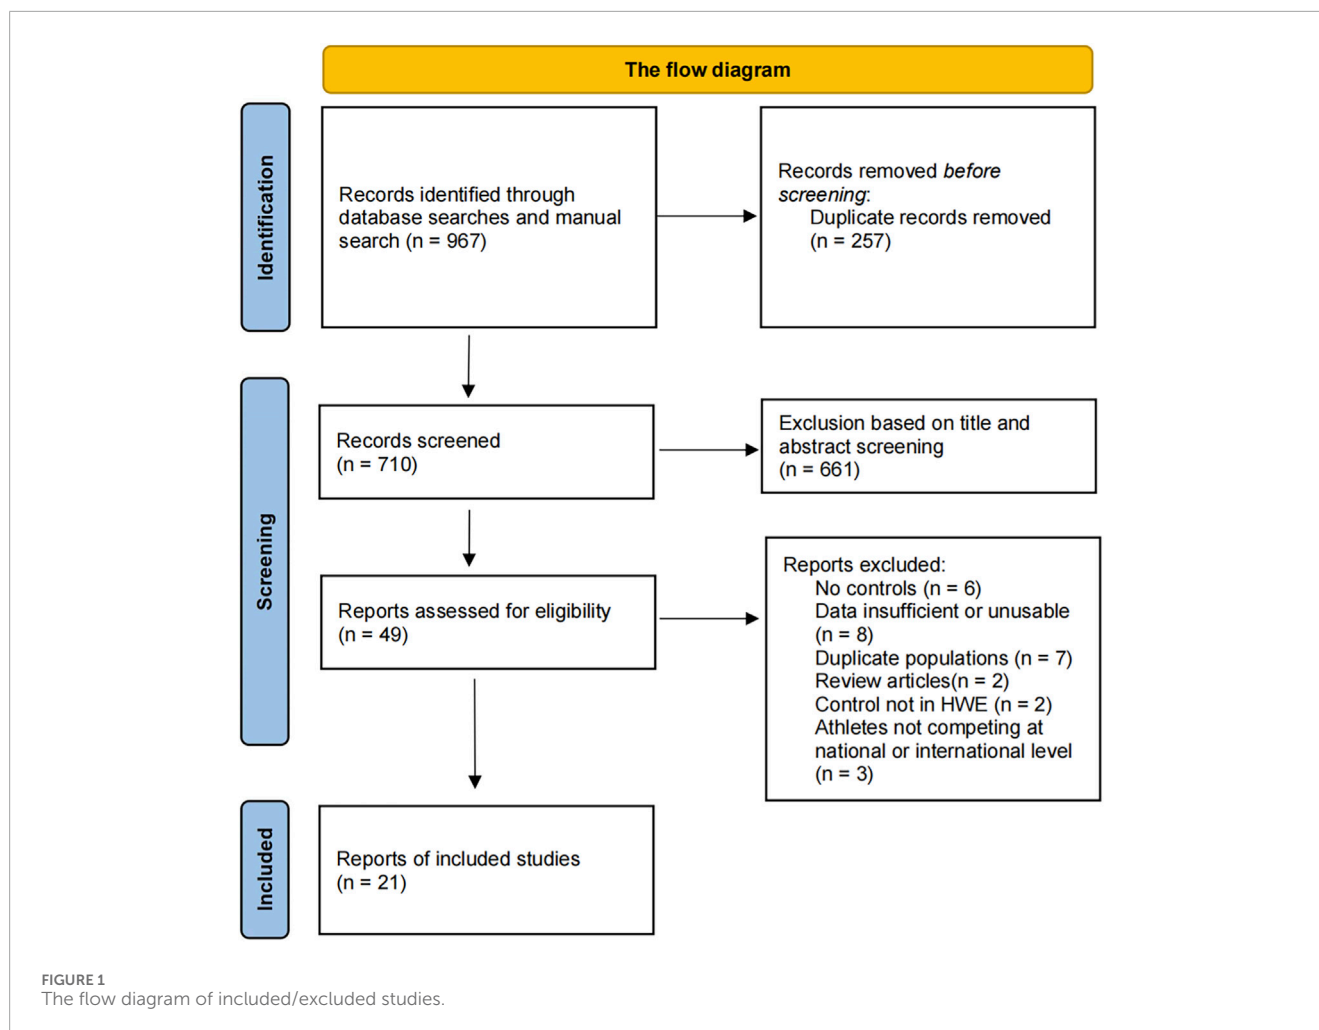 The flow diagram
Identification
Records identified through
database searches and manual
search (n = 967)
Records removed before
screening:
Duplicate records removed
(n = 257)
Screening
Records screened
(n = 710)
Exclusion based on title and
abstract screening
(n = 661)
Reports assessed for eligibility
(n = 49)
Reports excluded:
No controls (n = 6)
Data insufficient or unusable
(n = 8)
Duplicate populations (n = 7)
Review articles(n = 2)
Control not in HWE (n = 2)
Athletes not competing at
national or international level
(n = 3)
Included
Reports of included studies
(n = 21)
FIGURE 1
The flow diagram of included/excluded studies.